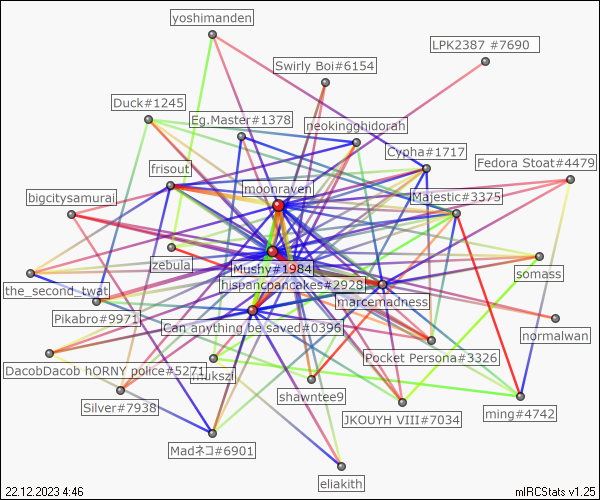 yoshimanden
LPK2387 #7690
Swirly Boi#6154
Duck#1245
Eg.Master#1378
neokingghidorah
Cypha#1717
Fedora Stoat#4479
frisout
moonraven
Majestic#3375
bigcitysamurai
zebula
Mushy#1984
somass
the_second_twat
hispancpancakes#2928
marcemadness
Pikabro#9971
Can anything be saved#0396
normalwan
Pocket Persona#3326
DacobDacob hORNY police#5271
mukszi
shawntee9
Silver#7938
JKOUYH VIII#7034
ming#4742
Madネコ#6901
eliakith
22.12.2023 4:46
mIRCStats v1.25